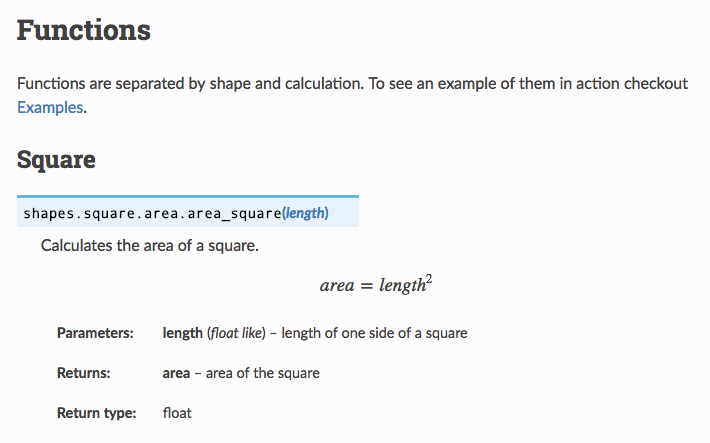 Functions
Functions are separated by shape and calculation. To see an example of them in action checkout
Examples.
Square
shapes.square.area.area_square(length)
Calculates the area of a square.
area = length²
Parameters: length (float like) – length of one side of a square
Returns: area – area of the square
Return type: float